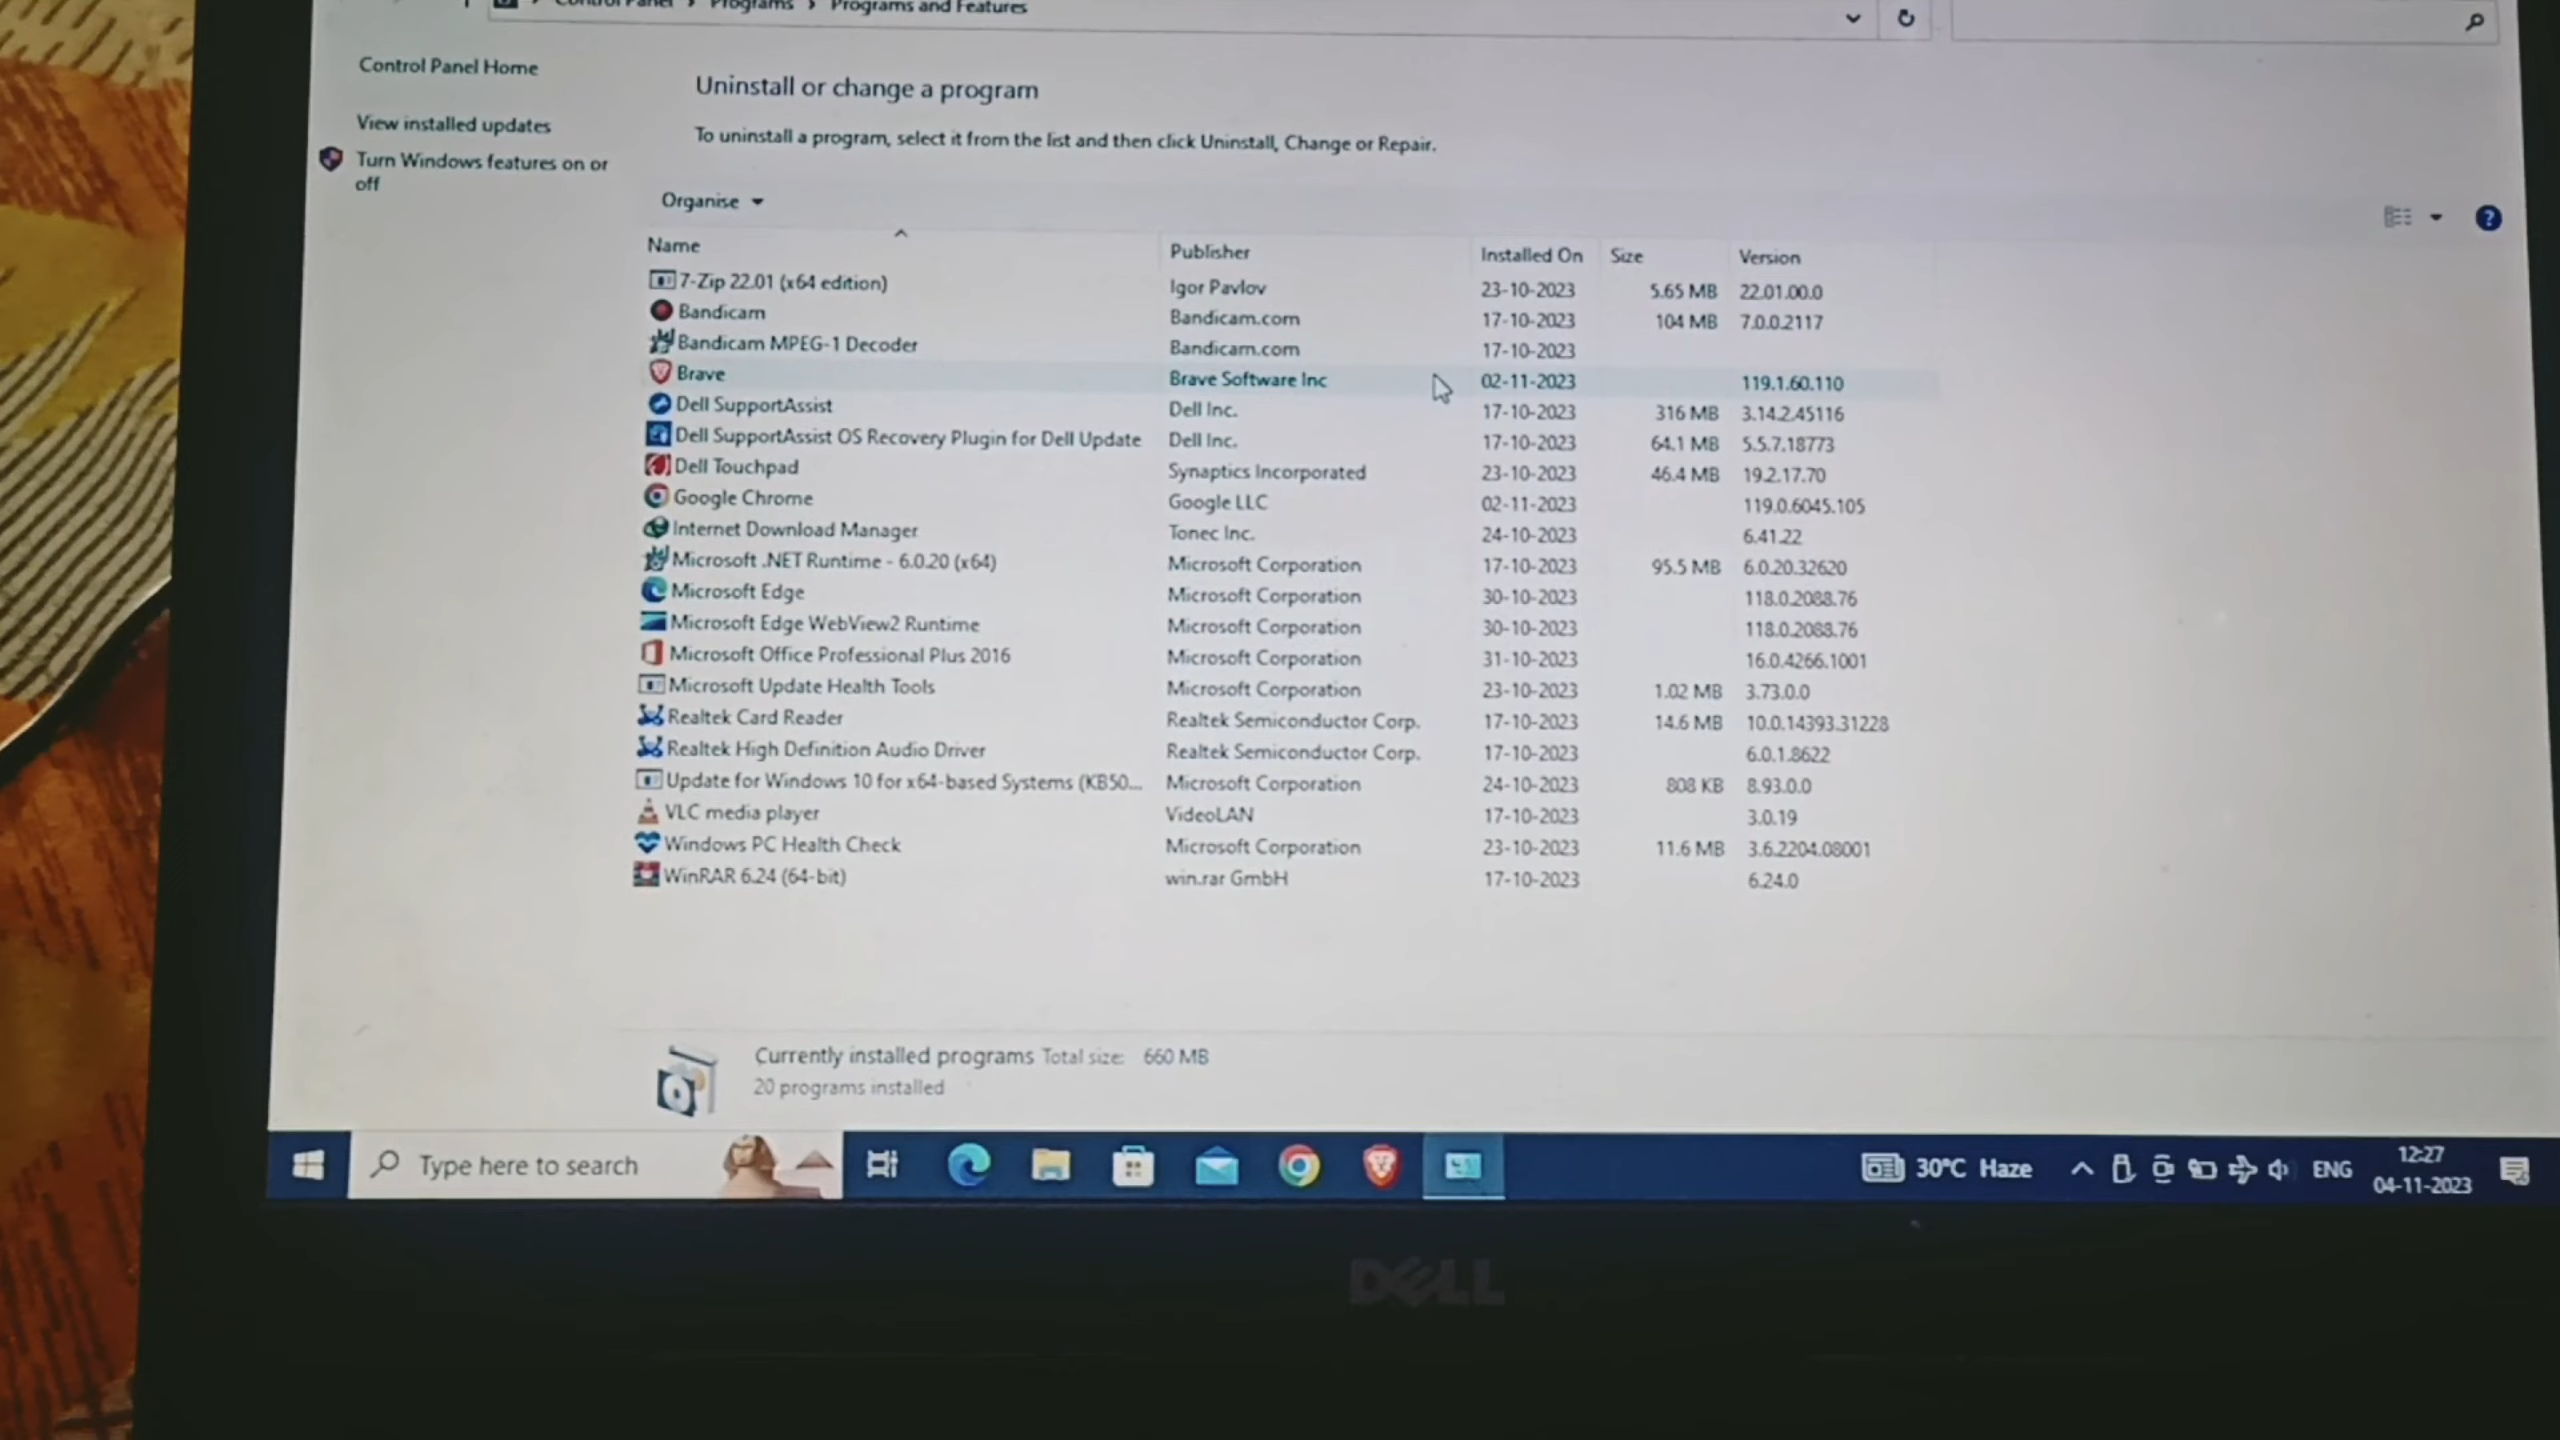 Control Panel > Programs > Programs and Features
Control Panel Home
View installed updates
Turn Windows features on or
off
Uninstall or change a program
To uninstall a program, select it from the list and then click Uninstall, Change or Repair.
Organise
Name Publisher Installed On Size Version
7-Zip 22.01 (x64 edition) Igor Pavlov 23-10-2023 5.65 MB 22.01.00.0
Bandicam Bandicam.com 17-10-2023 104 MB 7.0.0.2117
Bandicam MPEG-1 Decoder Bandicam.com 17-10-2023
Brave Brave Software Inc 02-11-2023 119.1.60.110
Dell SupportAssist Dell Inc. 17-10-2023 316 MB 3.14.2.45116
Dell SupportAssist OS Recovery Plugin for Dell Update Dell Inc. 17-10-2023 64.1 MB 5.5.7.18773
Dell Touchpad Synaptics Incorporated 23-10-2023 46.4 MB 19.2.17.70
Google Chrome Google LLC 02-11-2023 119.0.6045.105
Internet Download Manager Tonec Inc. 24-10-2023 6.41.22
Microsoft .NET Runtime - 6.0.20 (x64) Microsoft Corporation 17-10-2023 95.5 MB 6.0.20.32620
Microsoft Edge Microsoft Corporation 30-10-2023 118.0.2088.76
Microsoft Edge WebView2 Runtime Microsoft Corporation 30-10-2023 118.0.2088.76
Microsoft Office Professional Plus 2016 Microsoft Corporation 31-10-2023 16.0.4266.1001
Microsoft Update Health Tools Microsoft Corporation 23-10-2023 1.02 MB 3.73.0.0
Realtek Card Reader Realtek Semiconductor Corp. 17-10-2023 14.6 MB 10.0.14393.31228
Realtek High Definition Audio Driver Realtek Semiconductor Corp. 17-10-2023 6.0.1.8622
Update for Windows 10 for x64-based Systems (KB50... Microsoft Corporation 24-10-2023 808 KB 8.93.0.0
VLC media player VideoLAN 17-10-2023 3.0.19
Windows PC Health Check Microsoft Corporation 23-10-2023 11.6 MB 3.6.2204.08001
WinRAR 6.24 (64-bit) win.rar GmbH 17-10-2023 6.24.0
Currently installed programs Total size: 660 MB
20 programs installed
Type here to search
30°C Haze
ENG
12:27
04-11-2023
DELL